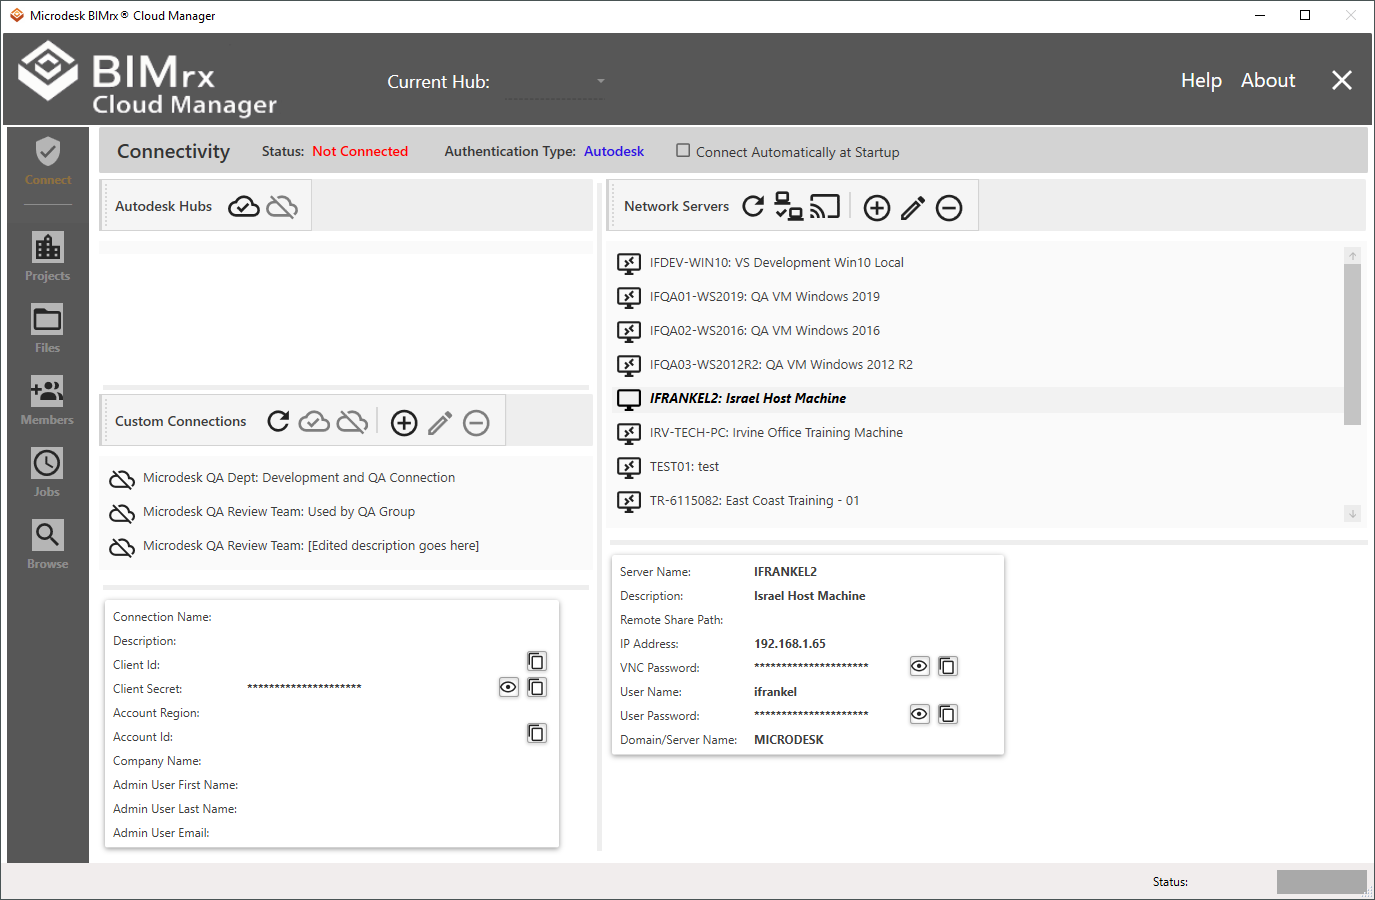 Microdesk BIMrx® Cloud Manager
BIMrx
Cloud Manager
Current Hub:
Help About
Connectivity Status: Not Connected Authentication Type: Autodesk Connect Automatically at Startup
Connect
Projects
Files
Members
Jobs
Browse
Autodesk Hubs
Custom Connections
Microdesk QA Dept: Development and QA Connection
Microdesk QA Review Team: Used by QA Group
Microdesk QA Review Team: [Edited description goes here]
Connection Name:
Description:
Client Id:
Client Secret: *********************
Account Region:
Account Id:
Company Name:
Admin User First Name:
Admin User Last Name:
Admin User Email:
Network Servers
IFDEV-WIN10: VS Development Win10 Local
IFQA01-WS2019: QA VM Windows 2019
IFQA02-WS2016: QA VM Windows 2016
IFQA03-WS2012R2: QA VM Windows 2012 R2
IFRANKEL2: Israel Host Machine
IRV-TECH-PC: Irvine Office Training Machine
TEST01: test
TR-6115082: East Coast Training - 01
Server Name: IFRANKEL2
Description: Israel Host Machine
Remote Share Path:
IP Address: 192.168.1.65
VNC Password: *********************
User Name: ifrankel
User Password: *********************
Domain/Server Name: MICRODESK
Status: